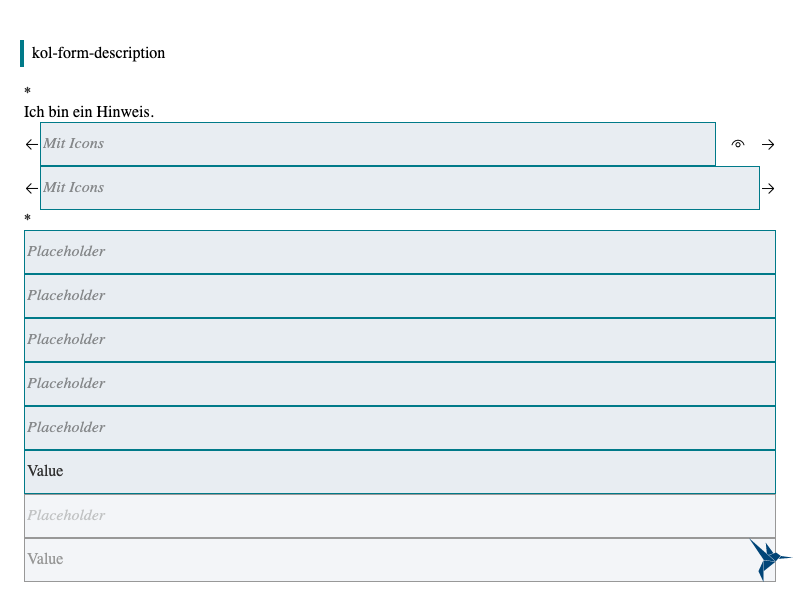 kol-form-description
*
Ich bin ein Hinweis.
Mit Icons
Mit Icons
*
Placeholder
Placeholder
Placeholder
Placeholder
Placeholder
Value
Placeholder
Value